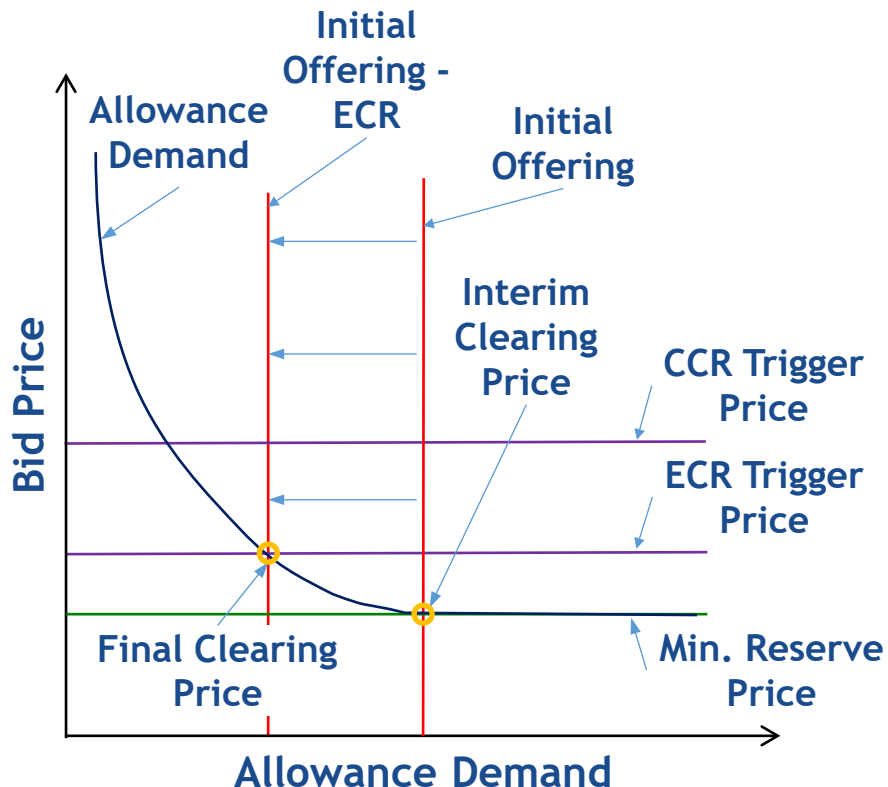 Initial
Offering -
ECR
Allowance
Demand
Initial
Offering
Interim
Clearing
Price
CCR Trigger
Price
ECR Trigger
Price
Bid Price
Final Clearing
Price
Min. Reserve
Price
Allowance Demand